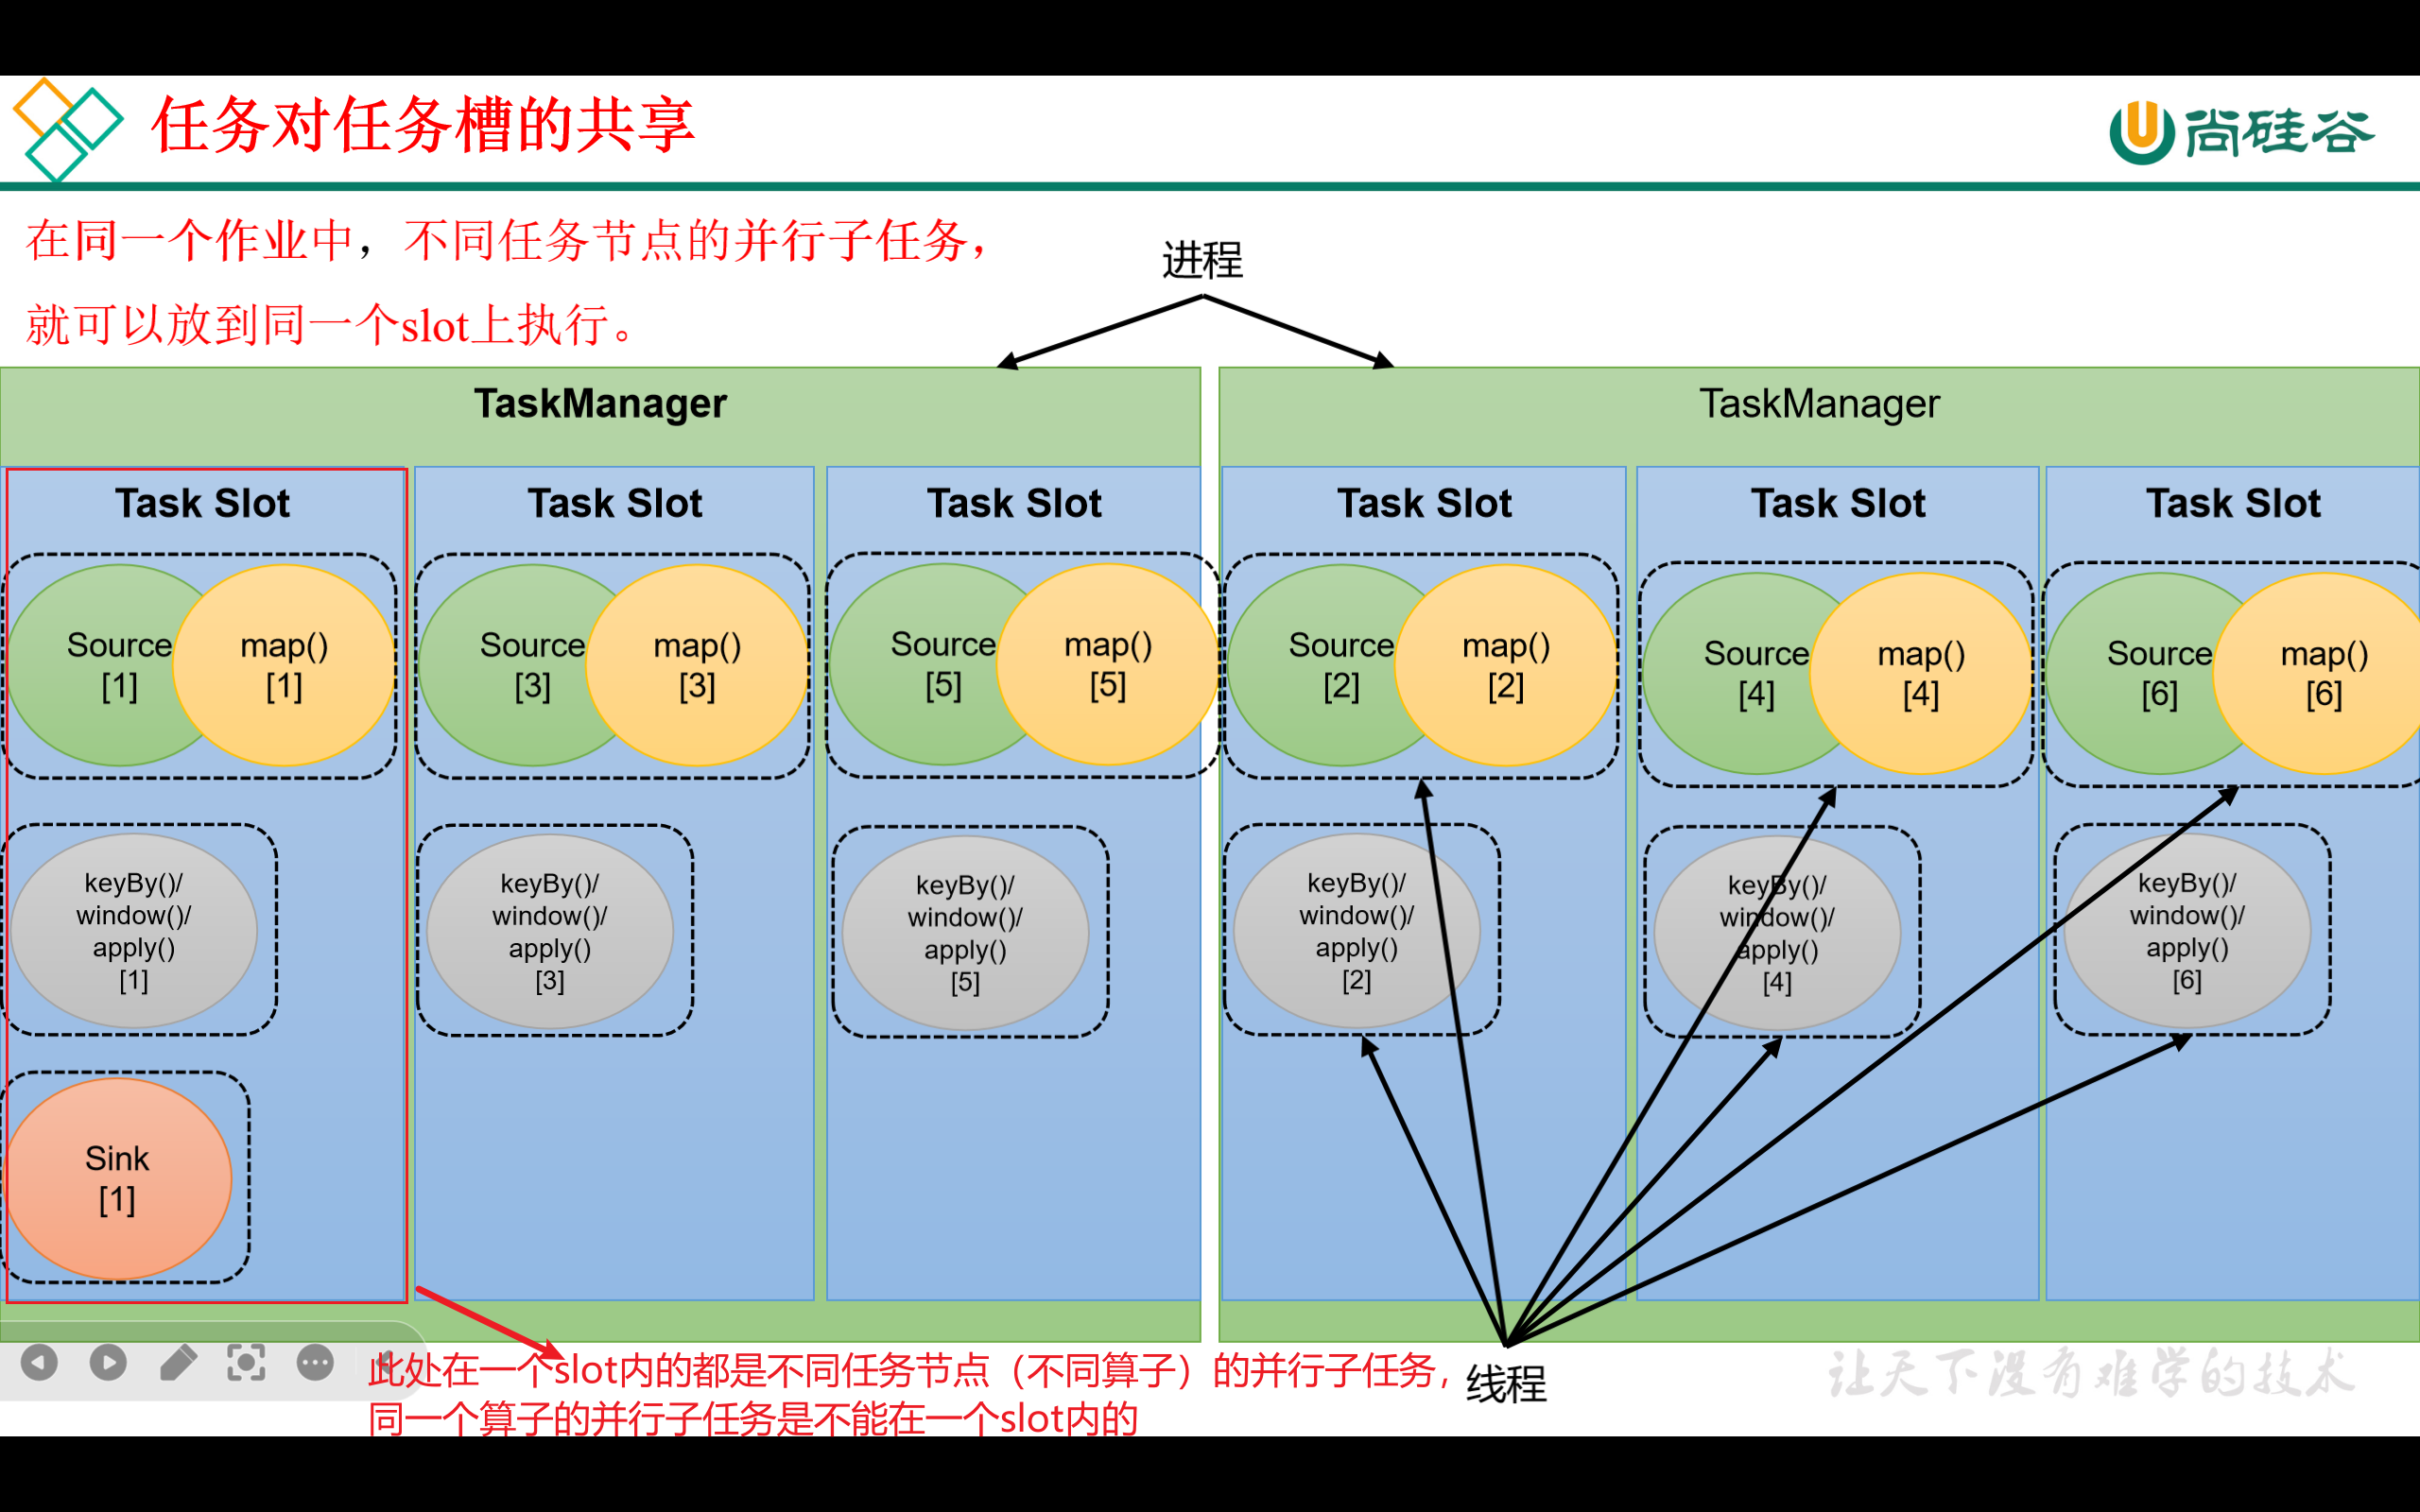 任务对任务槽的共享
尚硅谷
在同一个作业中，不同任务节点的并行子任务，
就可以放到同一个slot上执行。
进程
TaskManager
TaskManager
Task Slot
Task Slot
Task Slot
Task Slot
Task Slot
Task Slot
Source
[1]
map()
[1]
Source
[3]
map()
[3]
Source
[5]
map()
[5]
Source
[2]
map()
[2]
Source
[4]
map()
[4]
Source
[6]
map()
[6]
keyBy()/
window()/
apply()
[1]
keyBy()/
window()/
apply()
[3]
keyBy()/
window()/
apply()
[5]
keyBy()/
window()/
apply()
[2]
keyBy()/
window()/
apply()
[4]
keyBy()/
window()/
apply()
[6]
Sink
[1]
此处在一个slot内的都是不同任务节点（不同算子）的并行子任务，
同一个算子的并行子任务是不能在一个slot内的
线程
让天下没有难学的技术